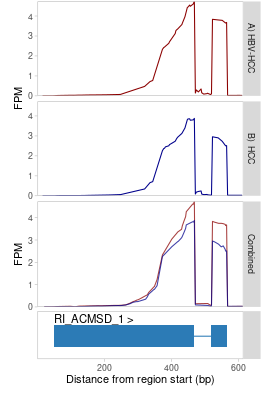 4
3
2
1
0
A) HBV-HCC
4
3
2
1
0
B) HCC
4
3
2
1
0
Combined
FPM
FPM
RI_ACMSD_1 >
200
400
600
Distance from region start (bp)